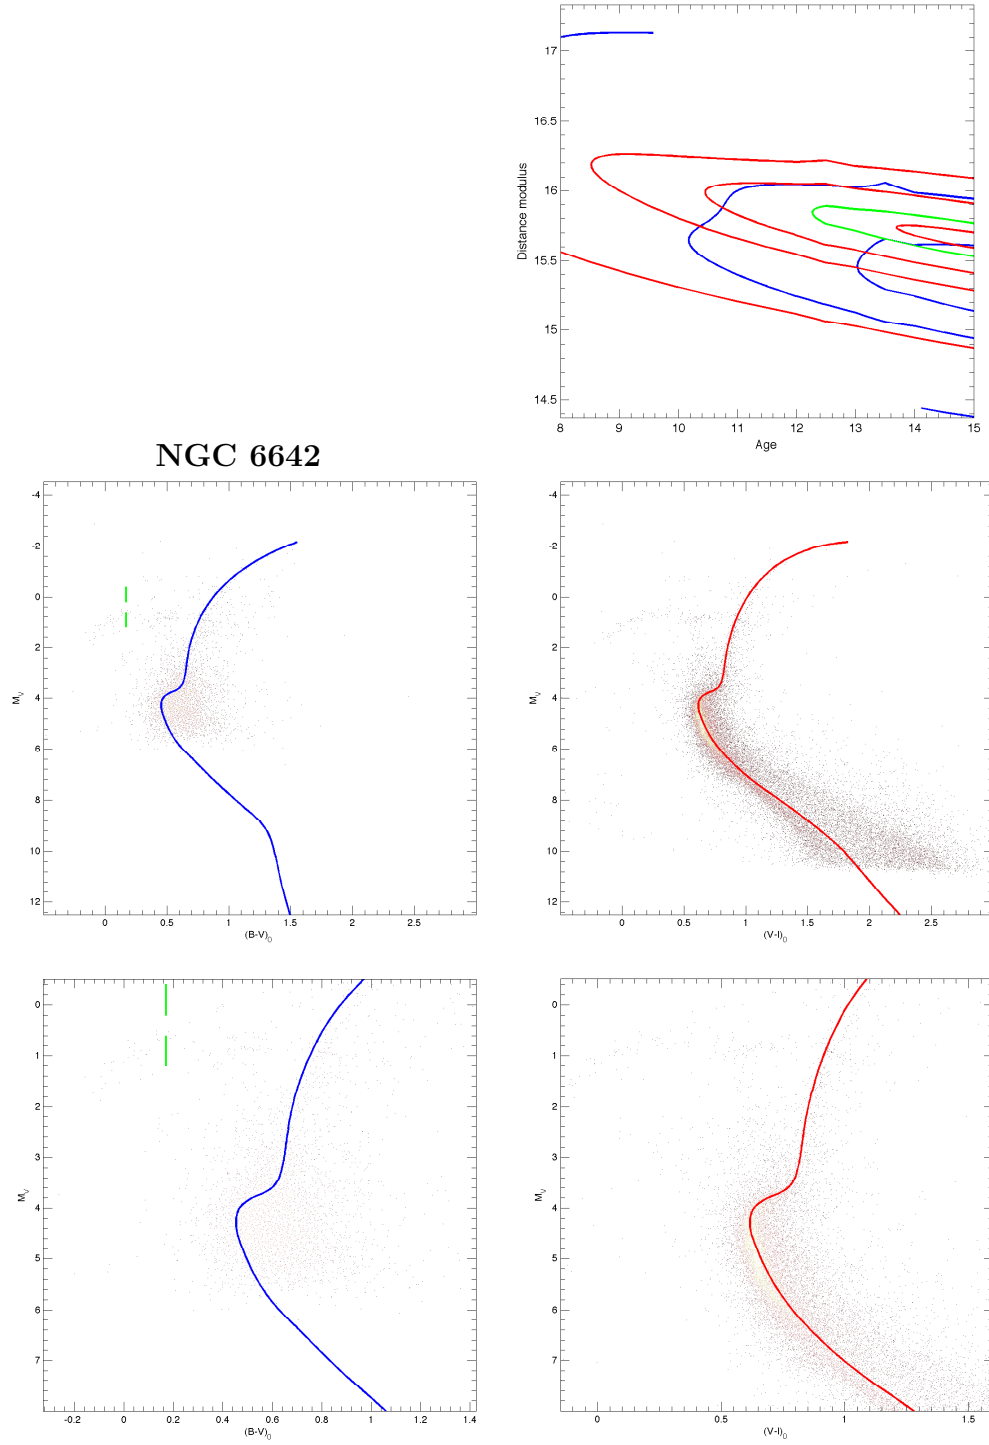 17
16.5
16
15.5
15
14.5
Distance modulus
8 9 10 11 12 13 14 15
Age
NGC 6642
-4
-2
0
2
4
6
8
10
12
M_V
0 0.5 1 1.5 2 2.5
(B-V)_0
-4
-2
0
2
4
6
8
10
12
M_V
0 0.5 1 1.5 2 2.5
(V-I)_0
0
1
2
3
4
5
6
7
M_V
-0.2 0 0.2 0.4 0.6 0.8 1 1.2 1.4
(B-V)_0
0
1
2
3
4
5
6
7
M_V
0 0.5 1 1.5
(V-I)_0